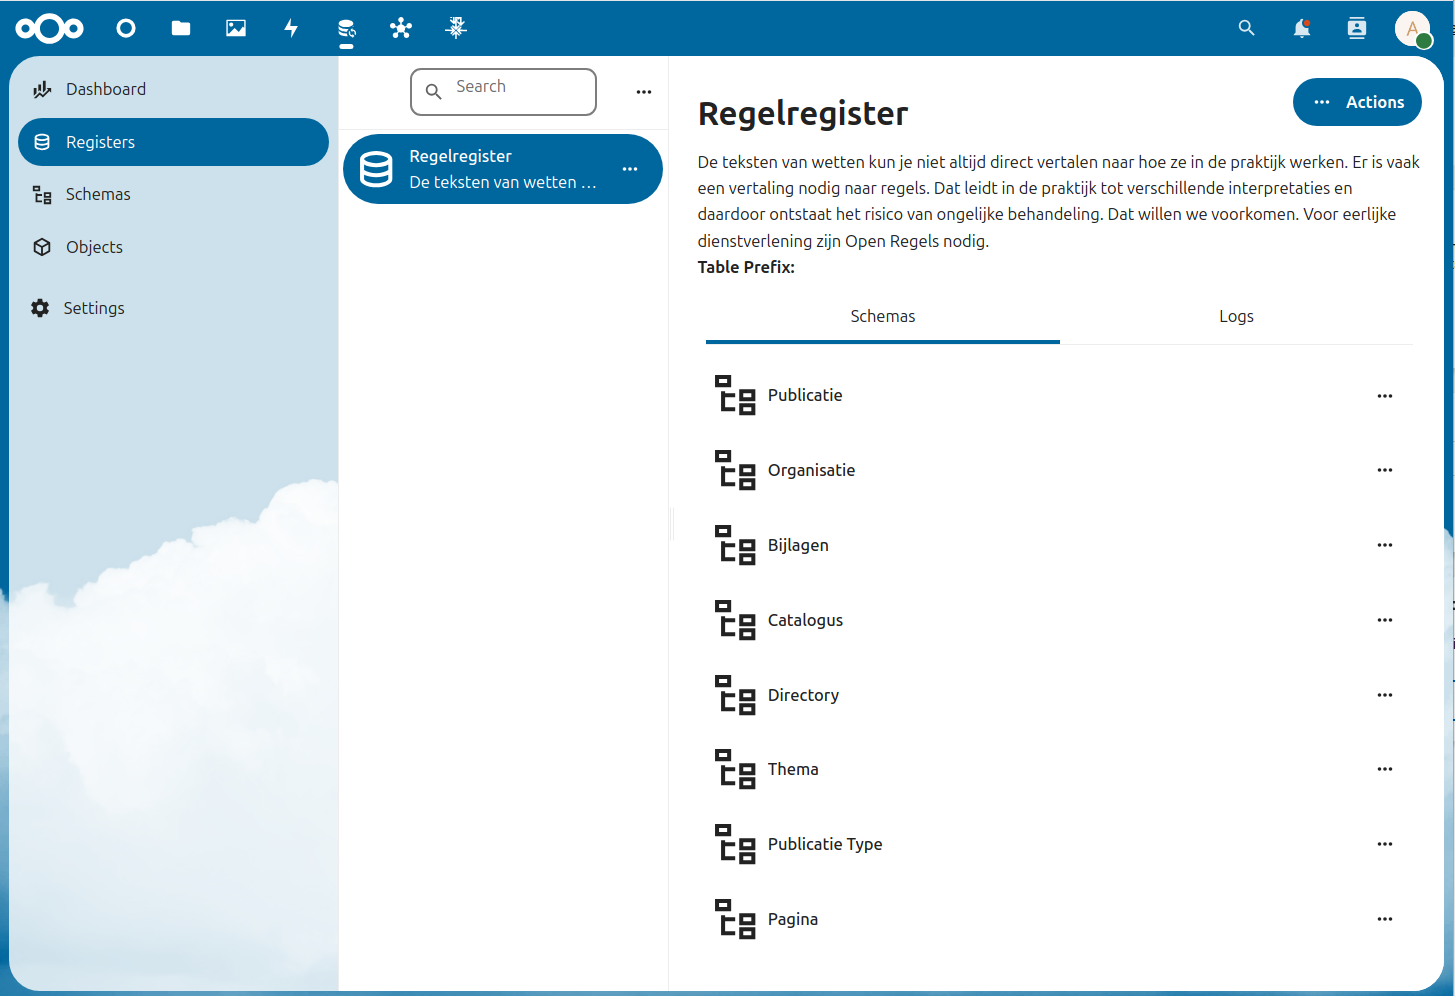 A
Dashboard
Registers
Schemas
Objects
Settings
Search
Regelregister
De teksten van wetten …
Regelregister
Actions
De teksten van wetten kun je niet altijd direct vertalen naar hoe ze in de praktijk werken. Er is vaak
een vertaling nodig naar regels. Dat leidt in de praktijk tot verschillende interpretaties en
daardoor ontstaat het risico van ongelijke behandeling. Dat willen we voorkomen. Voor eerlijke
dienstverlening zijn Open Regels nodig.
Table Prefix:
Schemas
Logs
Publicatie
Organisatie
Bijlagen
Catalogus
Directory
Thema
Publicatie Type
Pagina